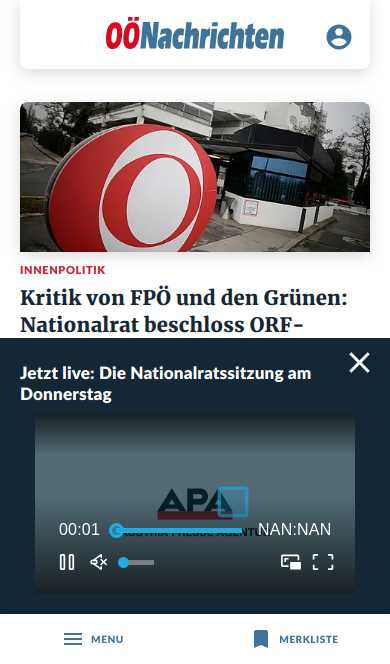 OÖNachrichten
INNENPOLITIK
Kritik von FPÖ und den Grünen:
Nationalrat beschloss ORF-
Jetzt live: Die Nationalratssitzung am
Donnerstag
APA
AUSTRIA PRESSE AGENTUR
00:01
NAN:NAN
MENU
MERKLISTE